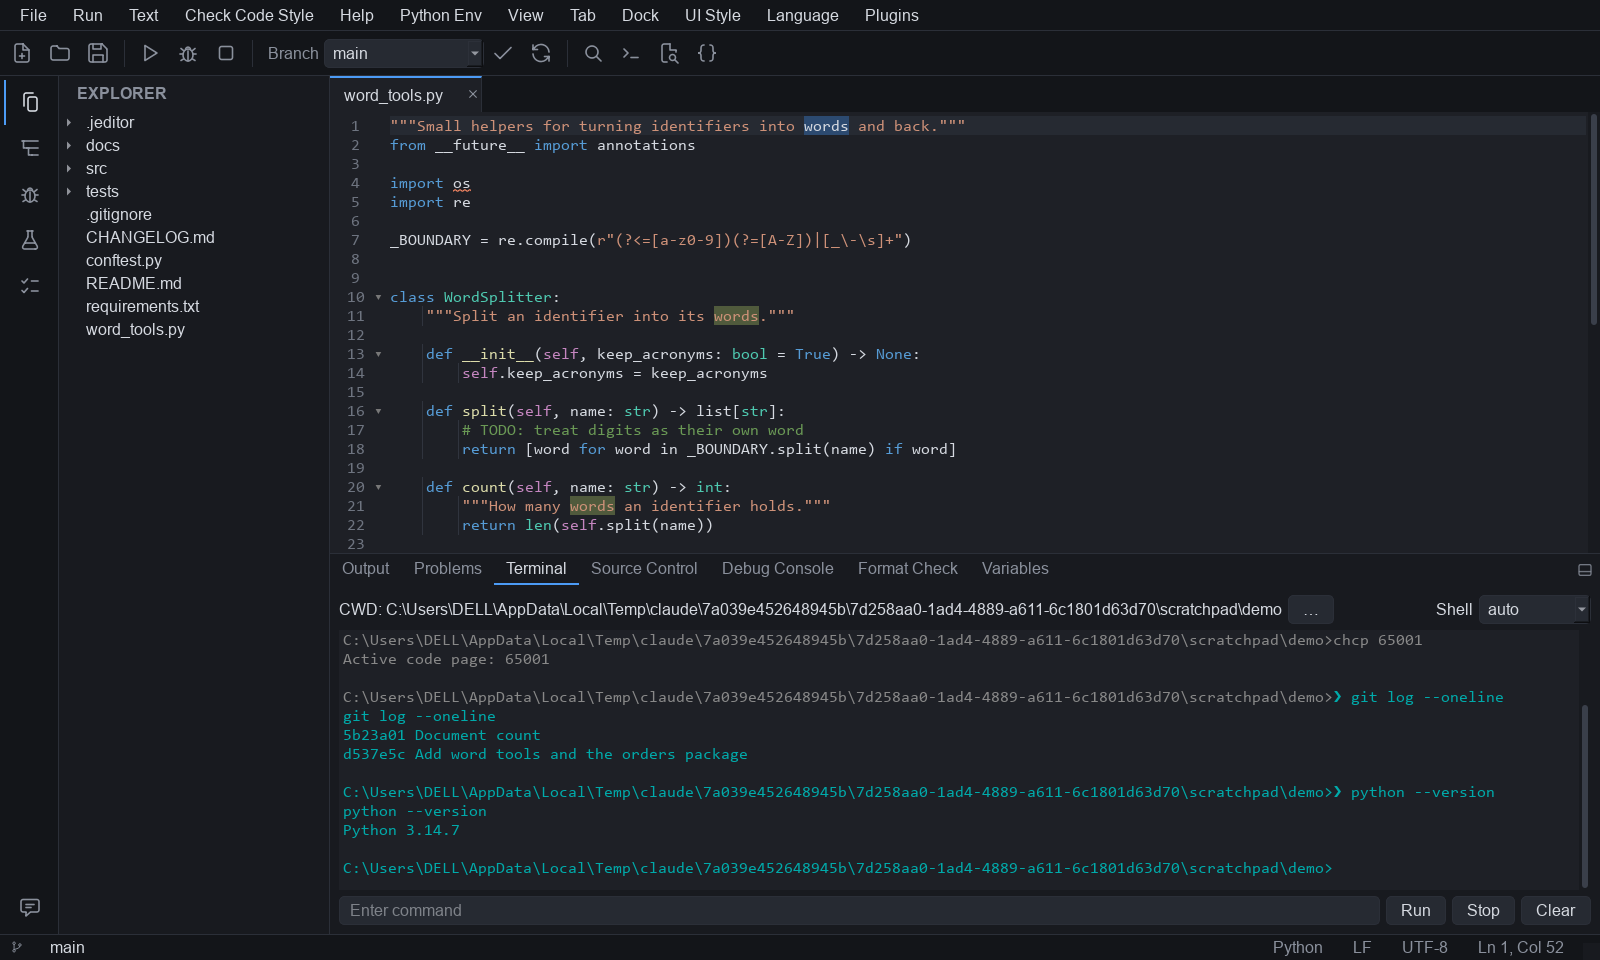 File Run Text Check Code Style Help Python Env View Tab Dock UI Style Language Plugins
Branch main
EXPLORER
.jeditor
docs
src
tests
.gitignore
CHANGELOG.md
conftest.py
README.md
requirements.txt
word_tools.py
word_tools.py ×
1 """Small helpers for turning identifiers into words and back."""
2 from __future__ import annotations
3
4 import os
5 import re
6
7 _BOUNDARY = re.compile(r"(?<=[a-z0-9])(?=[A-Z])|[_\-\s]+")
8
9
10 class WordSplitter:
11     """Split an identifier into its words."""
12
13     def __init__(self, keep_acronyms: bool = True) -> None:
14         self.keep_acronyms = keep_acronyms
15
16     def split(self, name: str) -> list[str]:
17         # TODO: treat digits as their own word
18         return [word for word in _BOUNDARY.split(name) if word]
19
20     def count(self, name: str) -> int:
21         """How many words an identifier holds."""
22         return len(self.split(name))
23
Output Problems Terminal Source Control Debug Console Format Check Variables
CWD: C:\Users\DELL\AppData\Local\Temp\claude\7a039e452648945b\7d258aa0-1ad4-4889-a611-6c1801d63d70\scratchpad\demo ... Shell auto
C:\Users\DELL\AppData\Local\Temp\claude\7a039e452648945b\7d258aa0-1ad4-4889-a611-6c1801d63d70\scratchpad\demo>chcp 65001
Active code page: 65001
C:\Users\DELL\AppData\Local\Temp\claude\7a039e452648945b\7d258aa0-1ad4-4889-a611-6c1801d63d70\scratchpad\demo>❯ git log --oneline
git log --oneline
5b23a01 Document count
d537e5c Add word tools and the orders package
C:\Users\DELL\AppData\Local\Temp\claude\7a039e452648945b\7d258aa0-1ad4-4889-a611-6c1801d63d70\scratchpad\demo>❯ python --version
python --version
Python 3.14.7
C:\Users\DELL\AppData\Local\Temp\claude\7a039e452648945b\7d258aa0-1ad4-4889-a611-6c1801d63d70\scratchpad\demo>
Enter command Run Stop Clear
main Python LF UTF-8 Ln 1, Col 52